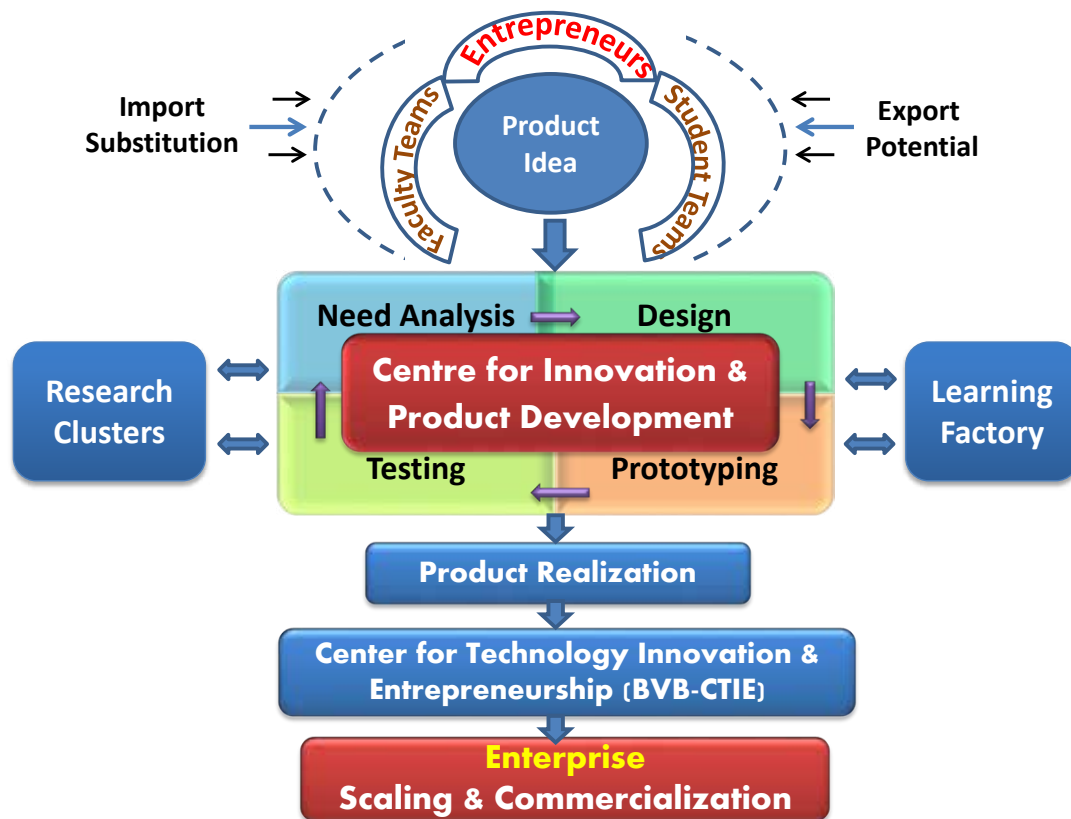 Entrepreneurs
Faculty Teams
Student Teams
Import
Substitution
Product
Idea
Export
Potential
Need Analysis
Design
Research
Clusters
Centre for Innovation &
Product Development
Learning
Factory
Testing
Prototyping
Product Realization
Center for Technology Innovation &
Entrepreneurship (BVB-CTIE)
Enterprise
Scaling & Commercialization